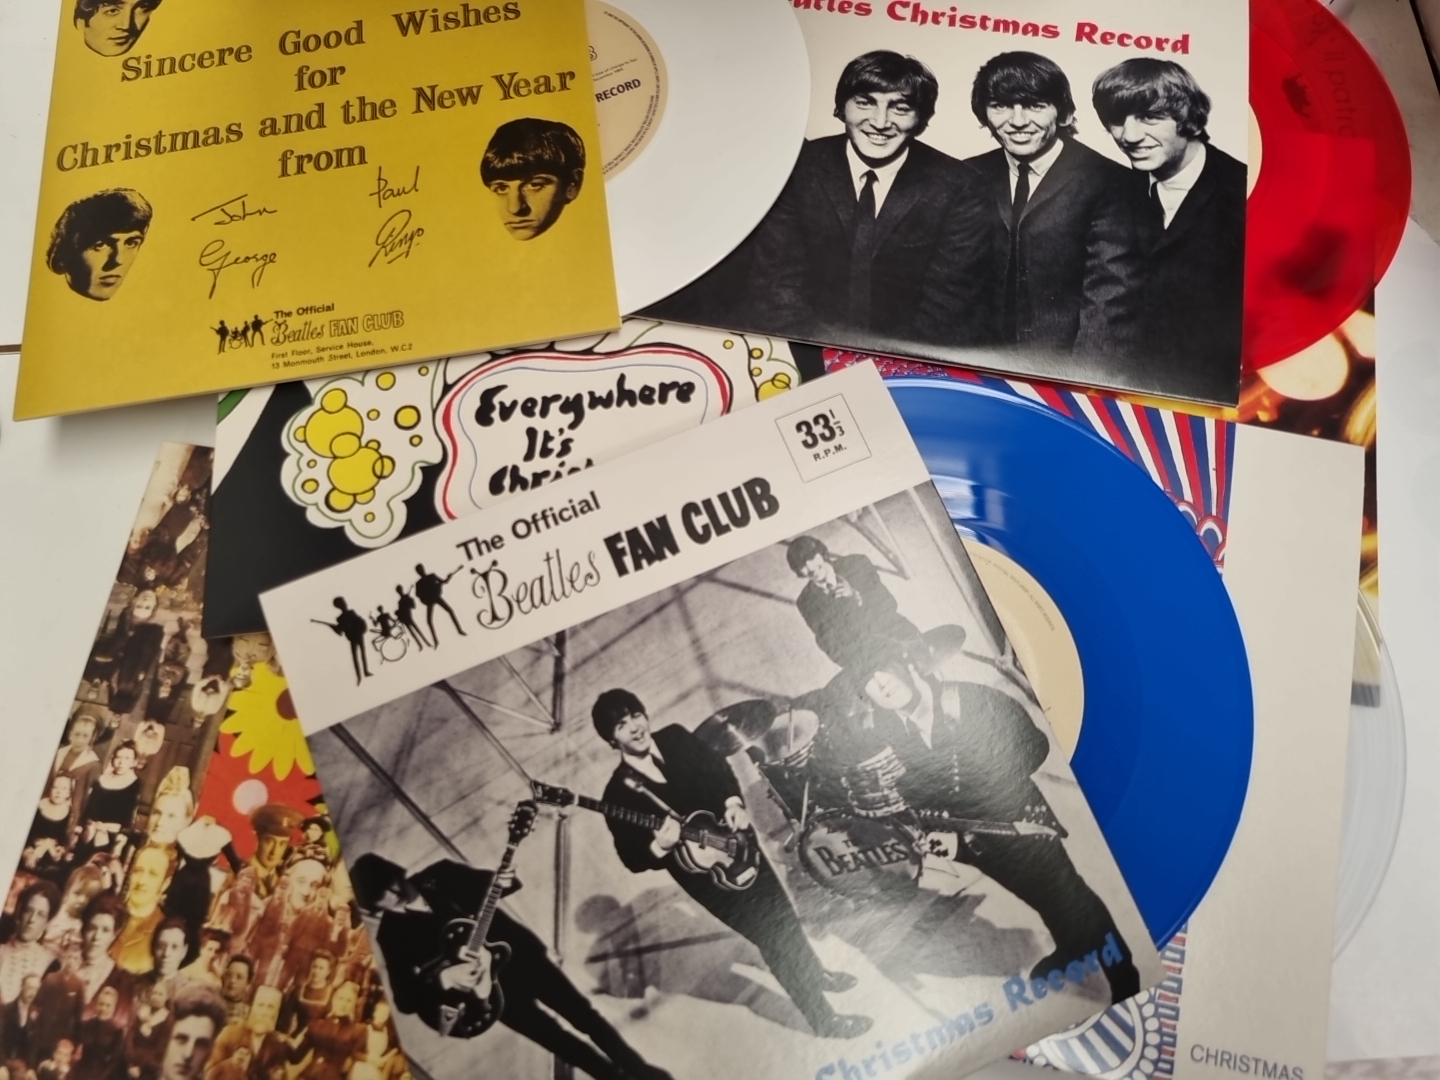 Sincere Good Wishes
for
Christmas and the New Year
from
John Paul
George Ringo
The Official
Beatles FAN CLUB
First Floor, Service House,
13 Monmouth Street, London, W.C.2
RECORD
Christmas Record
Everywhere
It's
33 1/3
R.P.M.
The Official
Beatles FAN CLUB
THE
BEATLES
Christmas Record
CHRISTMAS